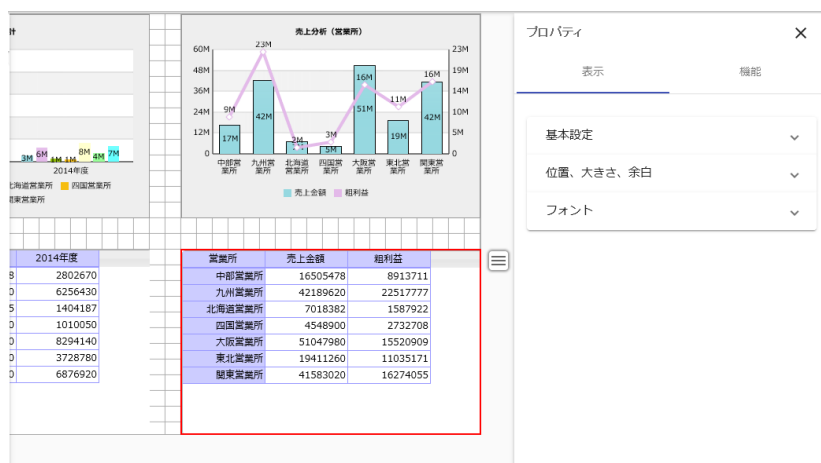 計
3M
6M
1M
1M
8M
4M
7M
2014年度
北海道営業所 四国営業所
関東営業所
売上分析（営業所）
60M
48M
36M
24M
12M
0
23M
19M
14M
10M
5M
0
9M
23M
2M
3M
16M
11M
16M
17M
42M
7M
5M
51M
19M
42M
中部営業所
九州営業所
北海道営業所
四国営業所
大阪営業所
東北営業所
関東営業所
売上金額 粗利益
2014年度
8 2802670
0 6256430
5 1404187
0 1010050
0 8294140
0 3728780
0 6876920
営業所 売上金額 粗利益
中部営業所 16505478 8913711
九州営業所 42189620 22517777
北海道営業所 7018382 1587922
四国営業所 4548900 2732708
大阪営業所 51047980 15520909
東北営業所 19411260 11035171
関東営業所 41583020 16274055
プロパティ
表示 機能
基本設定
位置、大きさ、余白
フォント